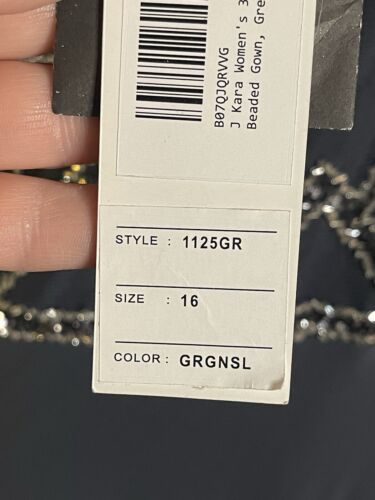 B07QJQRVVG
J Kara Women's 3
Beaded Gown, Gre
STYLE : 1125GR
SIZE : 16
COLOR : GRGNSL